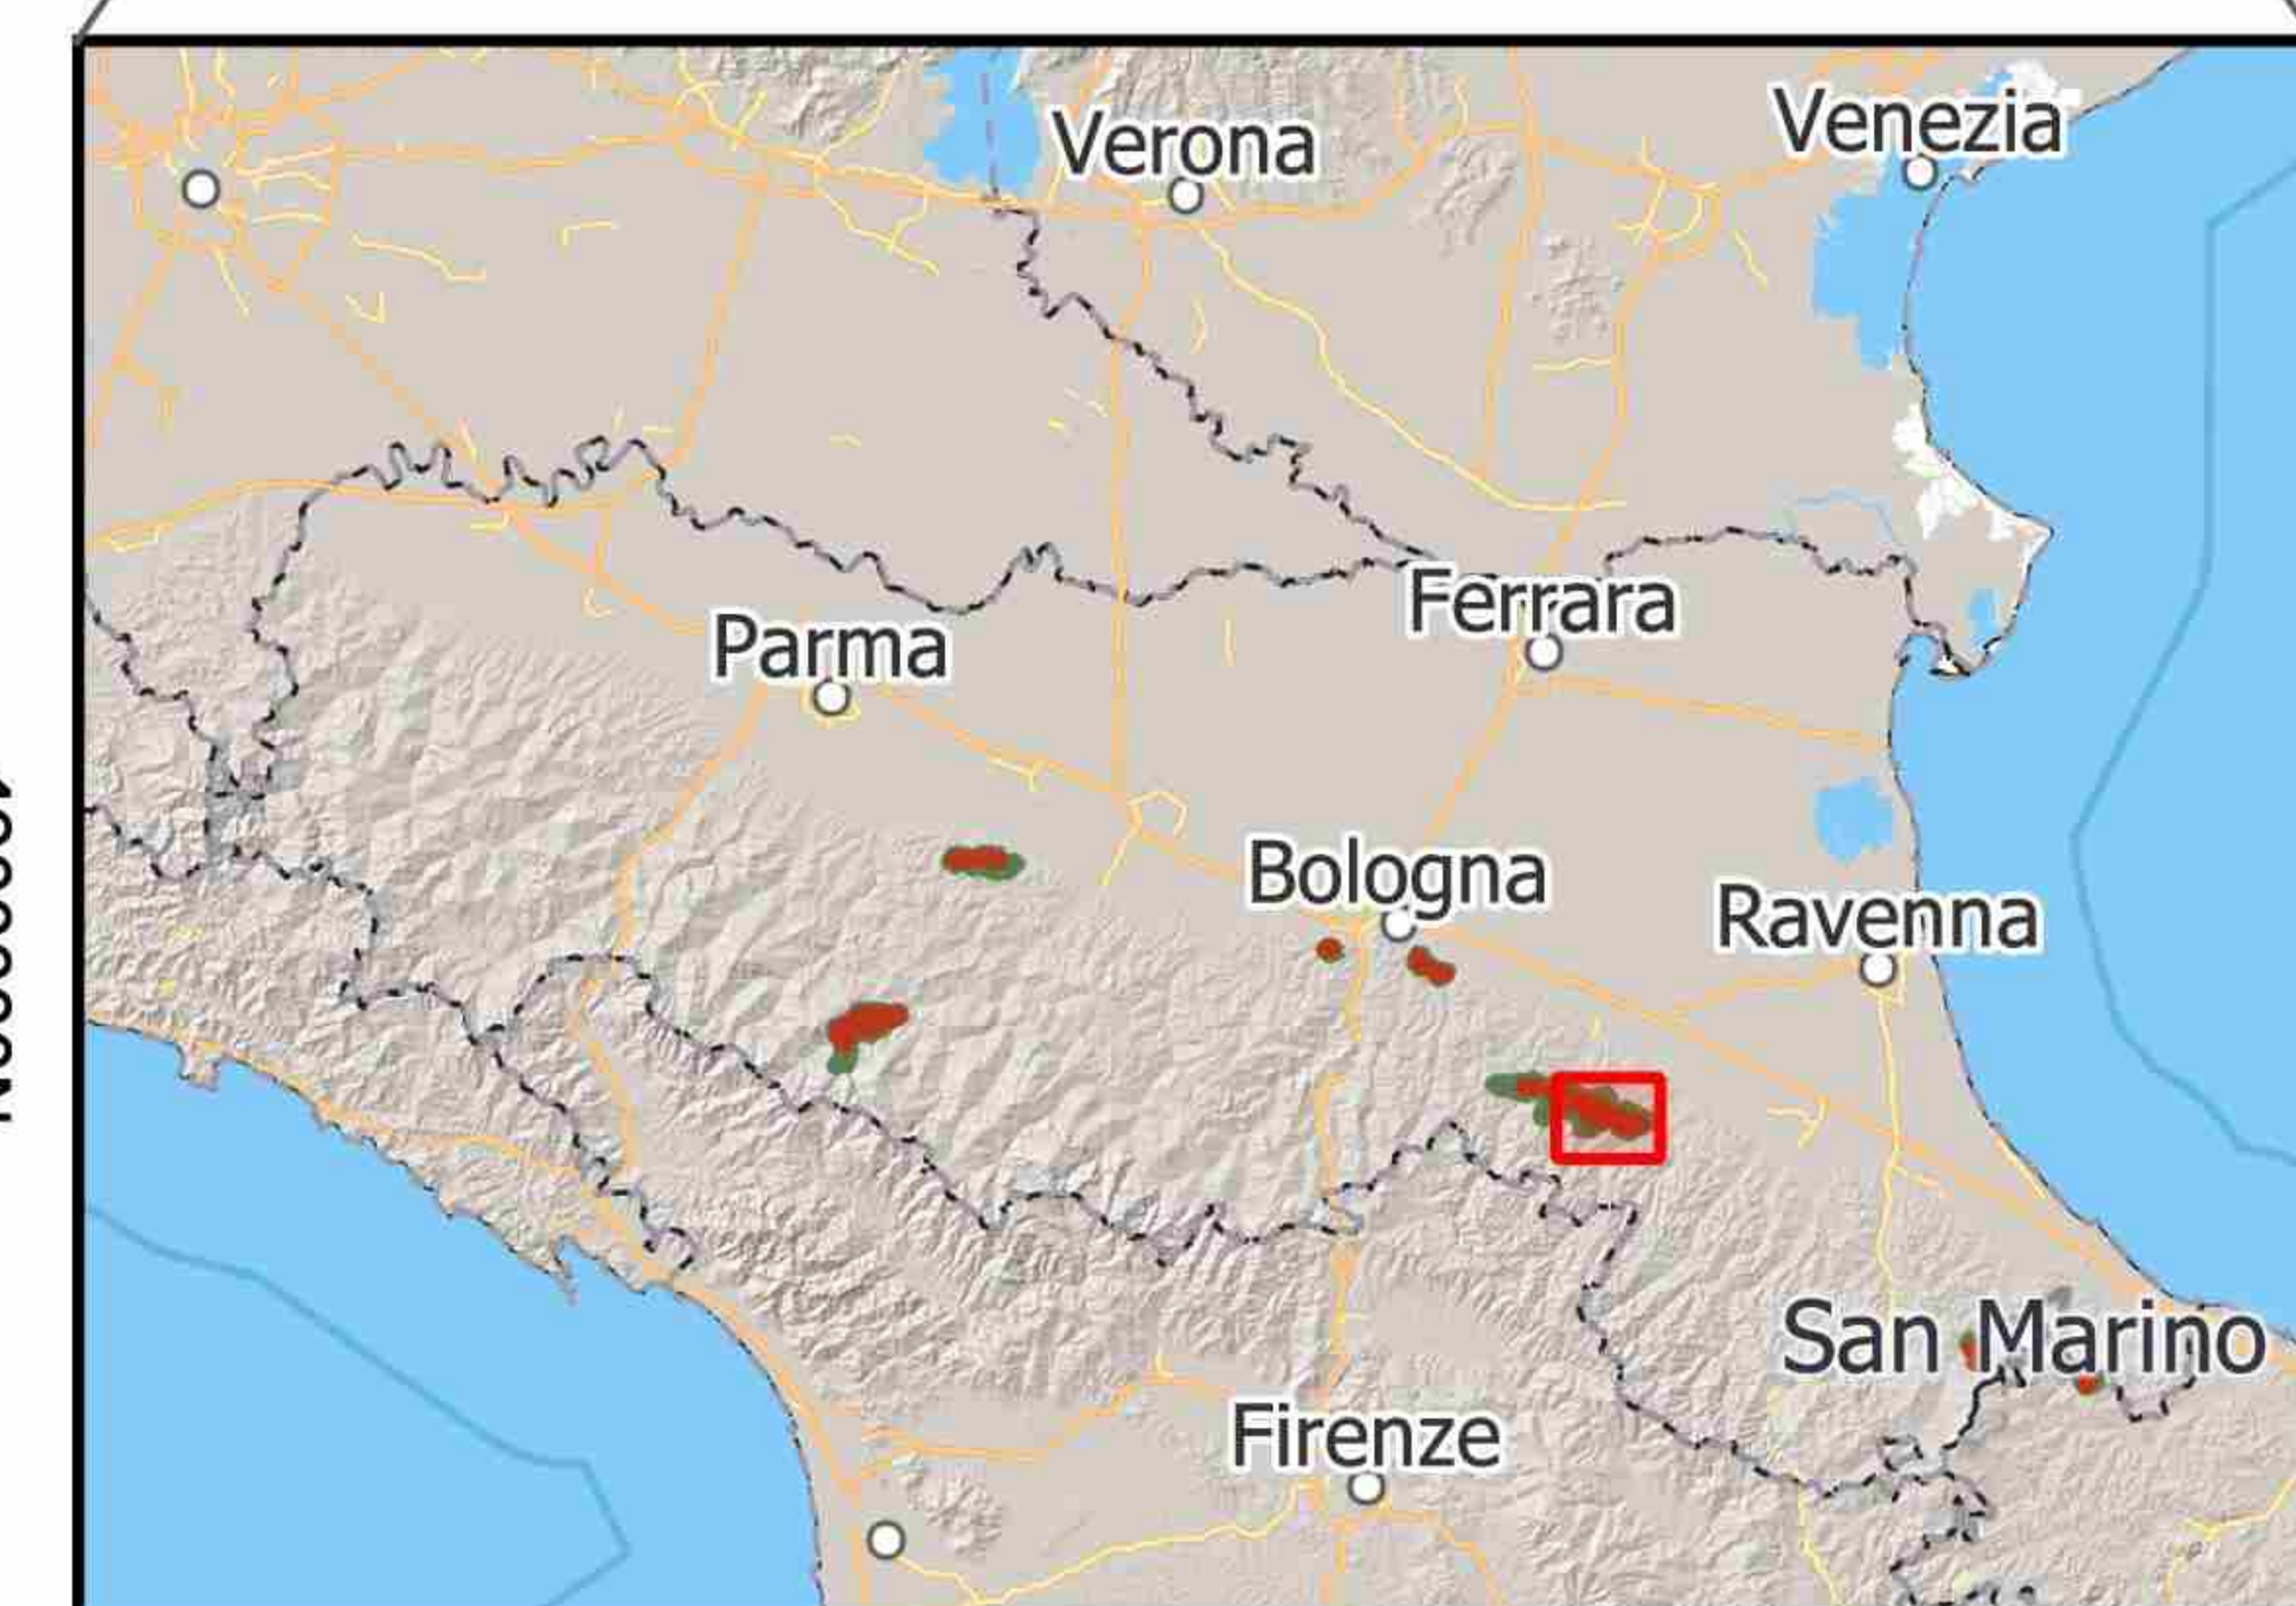 Verona
Venezia
Ferrara
Parma
Bologna
Ravenna
San Marino
Firenze